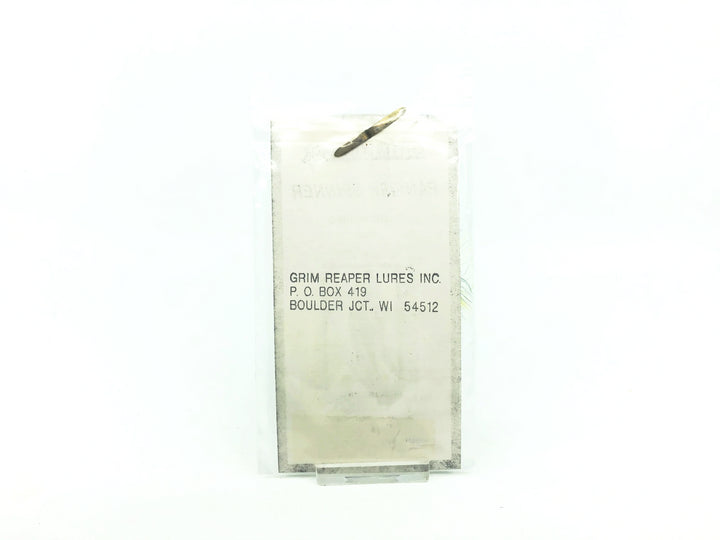 GRIM REAPER LURES INC.
P. O. BOX 419
BOULDER JCT., WI 54512